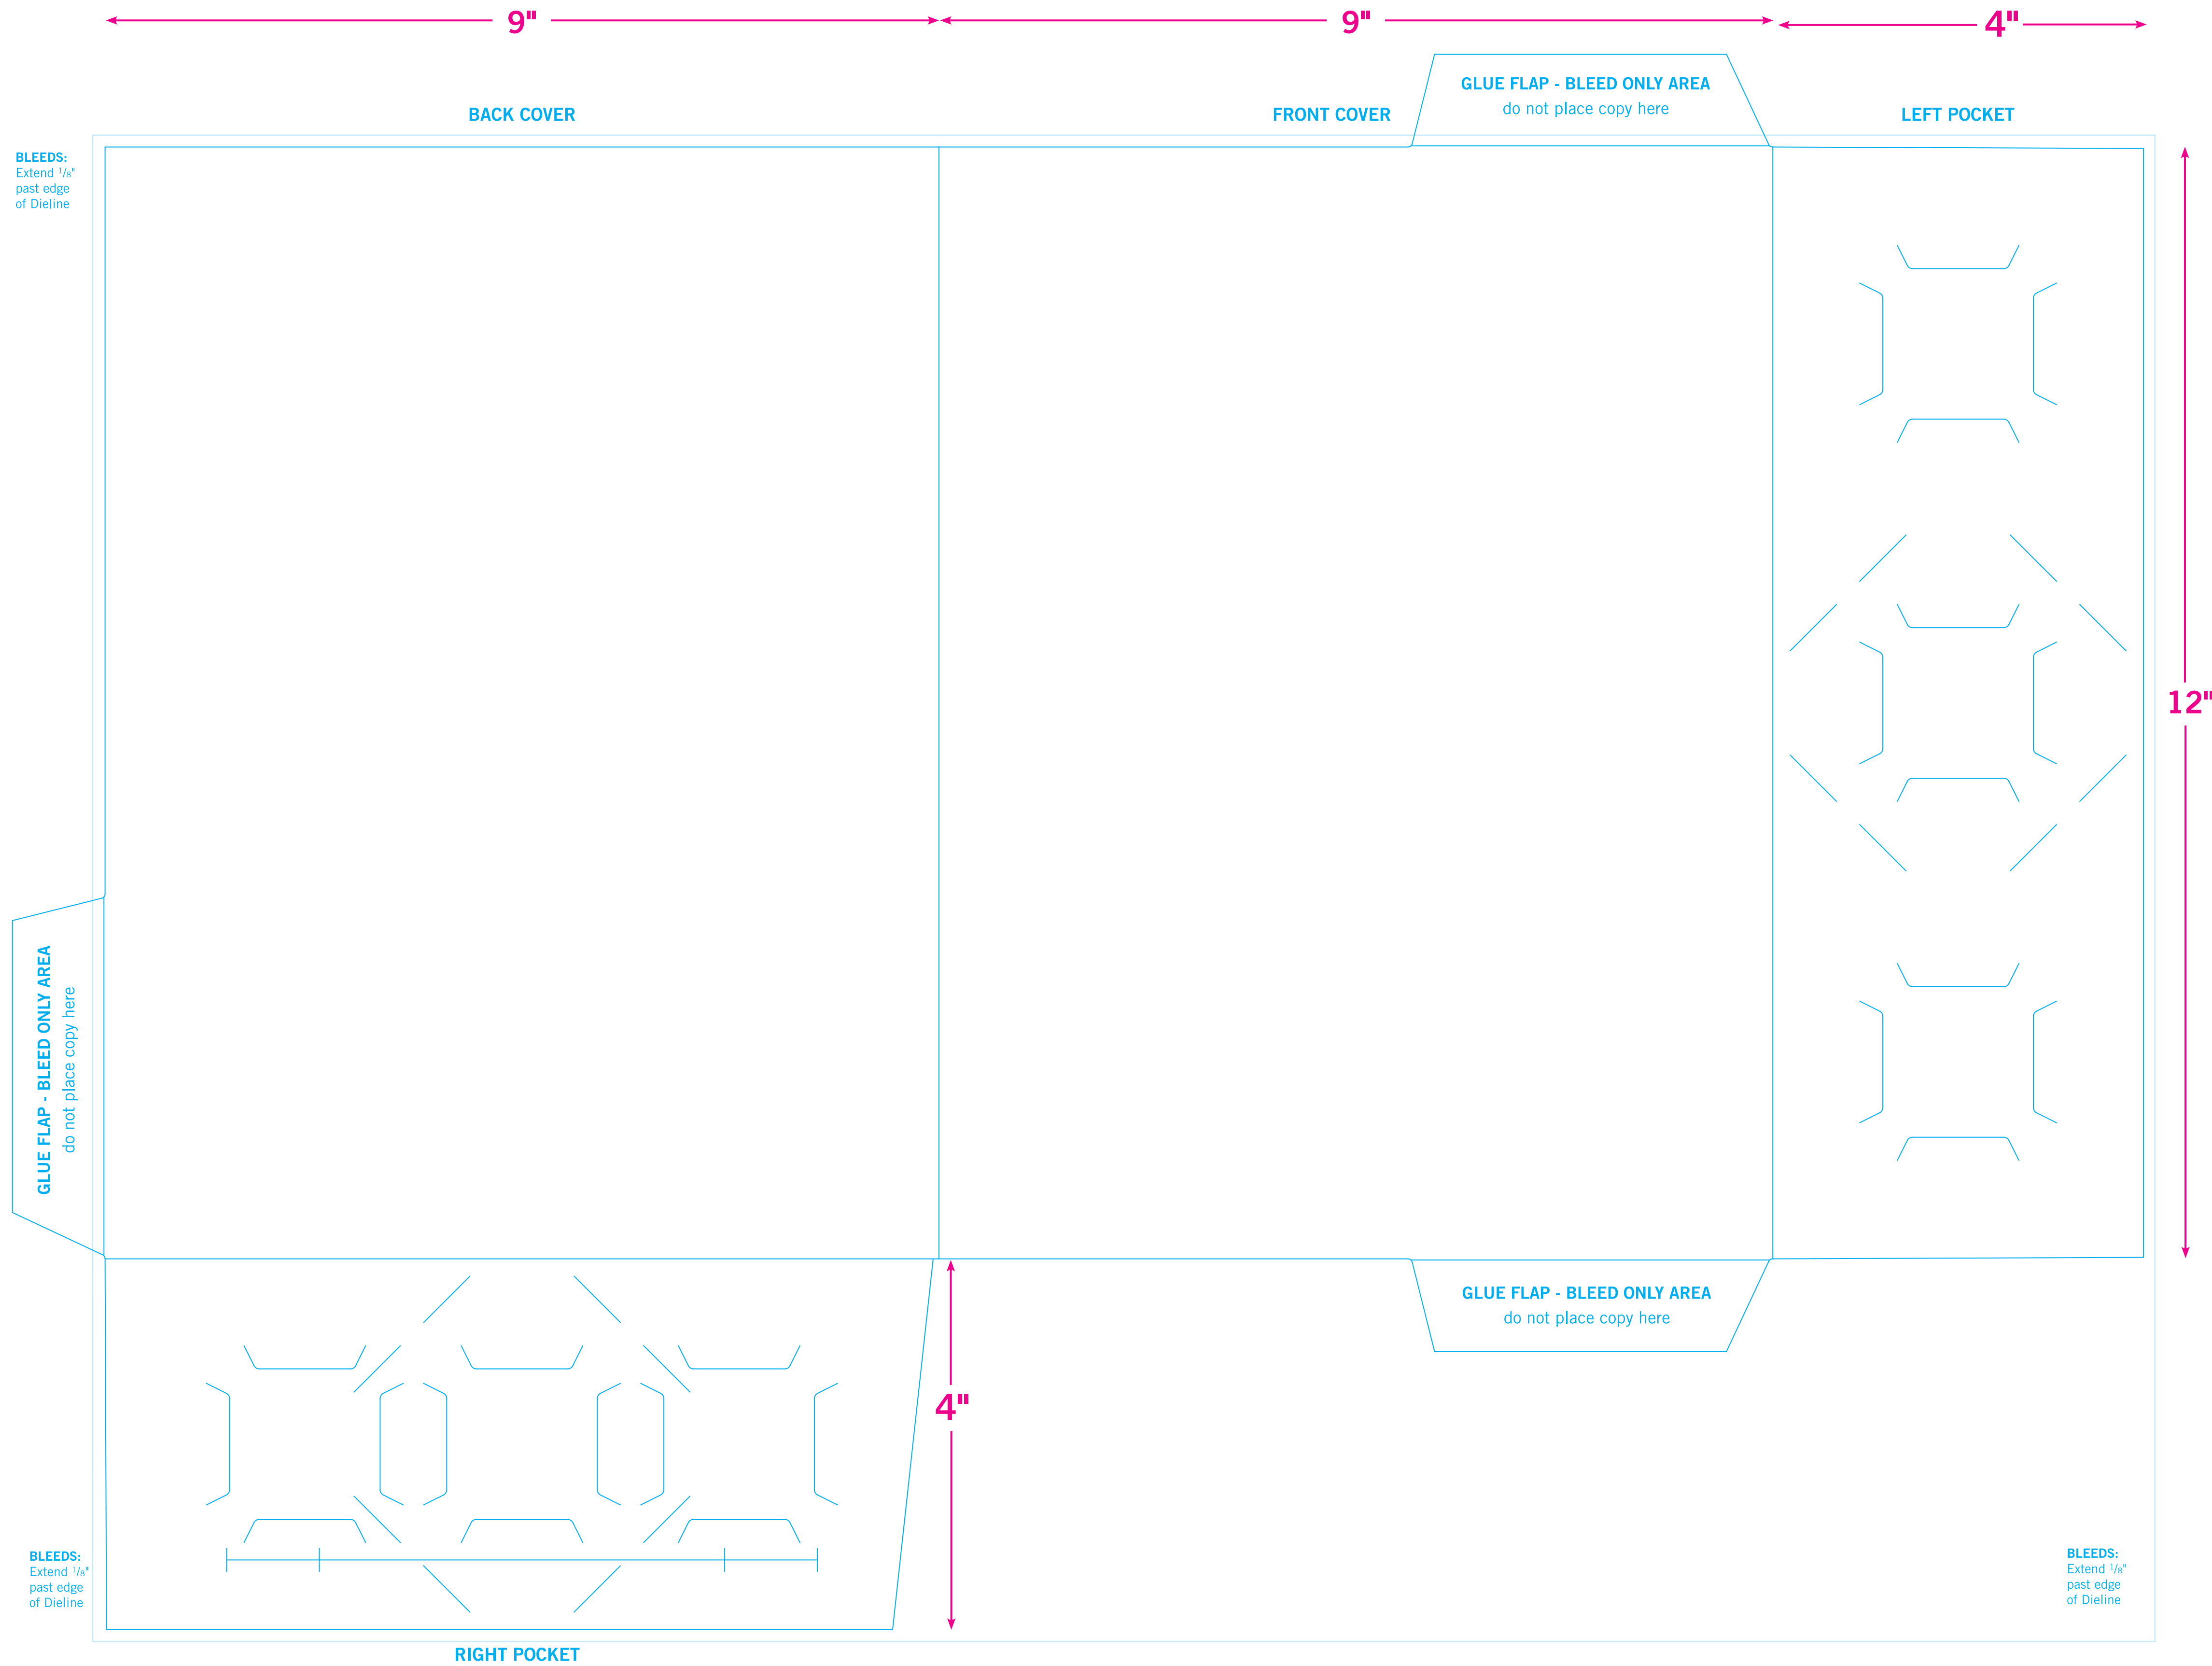 9"
9"
4"
GLUE FLAP - BLEED ONLY AREA
do not place copy here
BACK COVER
FRONT COVER
LEFT POCKET
BLEEDS:
Extend 1/8"
past edge
of Dieline
12"
GLUE FLAP - BLEED ONLY AREA
do not place copy here
GLUE FLAP - BLEED ONLY AREA
do not place copy here
4"
BLEEDS:
Extend 1/8"
past edge
of Dieline
BLEEDS:
Extend 1/8"
past edge
of Dieline
RIGHT POCKET